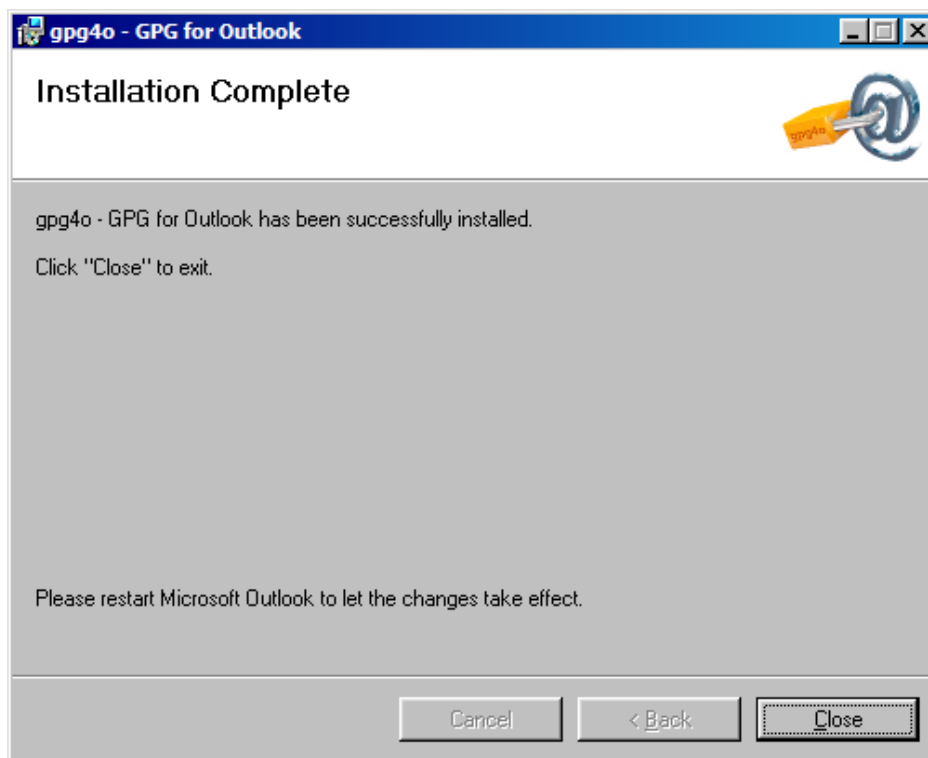 gpg4o - GPG for Outlook
Installation Complete
gpg4o
gpg4o - GPG for Outlook has been successfully installed.
Click "Close" to exit.
Please restart Microsoft Outlook to let the changes take effect.
Cancel
< Back
Close